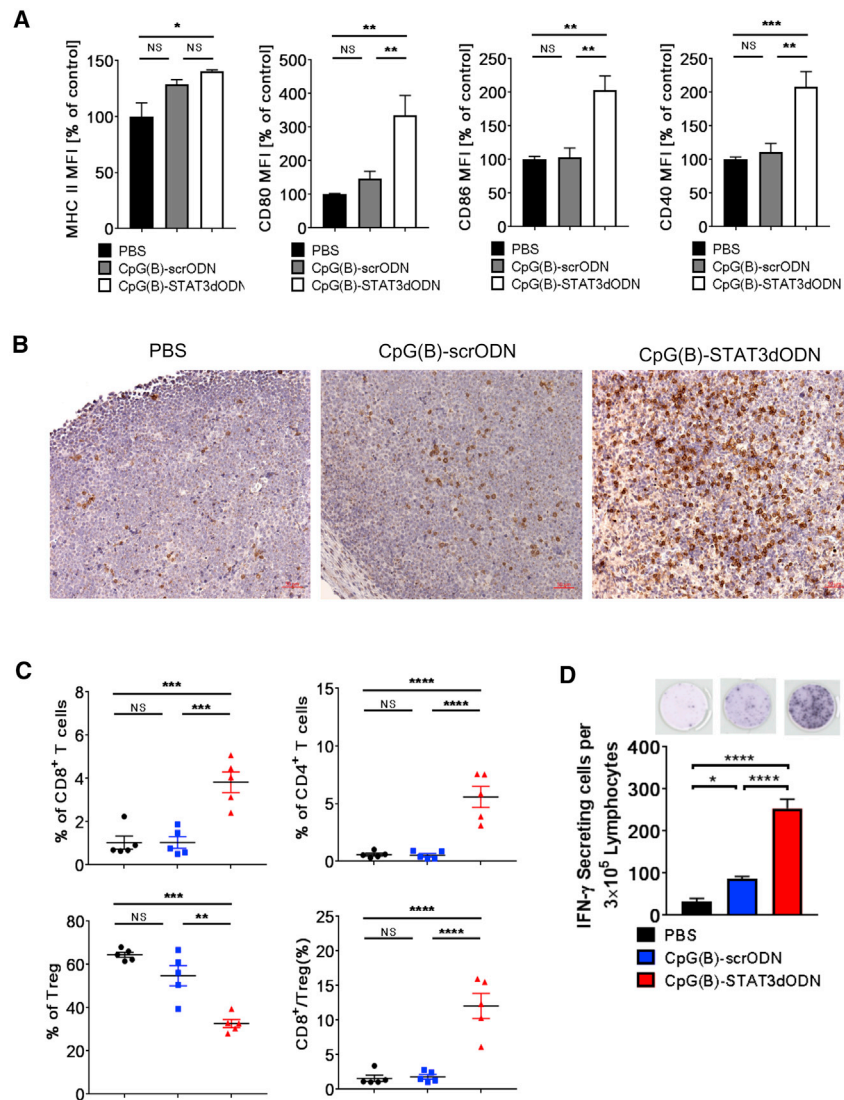 A
MHC II MFI [% of control]
150
100
50
0
*
NS NS
PBS
CpG(B)-scrODN
CpG(B)-STAT3dODN
CD80 MFI [% of control]
500
400
300
200
100
0
**
NS **
PBS
CpG(B)-scrODN
CpG(B)-STAT3dODN
CD86 MFI [% of control]
250
200
150
100
50
0
**
NS **
PBS
CpG(B)-scrODN
CpG(B)-STAT3dODN
CD40 MFI [% of control]
250
200
150
100
50
0
***
NS **
PBS
CpG(B)-scrODN
CpG(B)-STAT3dODN
B
PBS CpG(B)-scrODN CpG(B)-STAT3dODN
C
% of CD8+ T cells
8
6
4
2
0
***
NS ***
% of CD4+ T cells
15
10
5
0
****
NS ****
% of Treg
80
60
40
20
0
***
NS **
CD8+/Treg(%)
25
20
15
10
5
0
****
NS ****
D
IFN-γ Secreting cells per
3×10⁵ Lymphocytes
400
300
200
100
0
****
* ****
PBS
CpG(B)-scrODN
CpG(B)-STAT3dODN